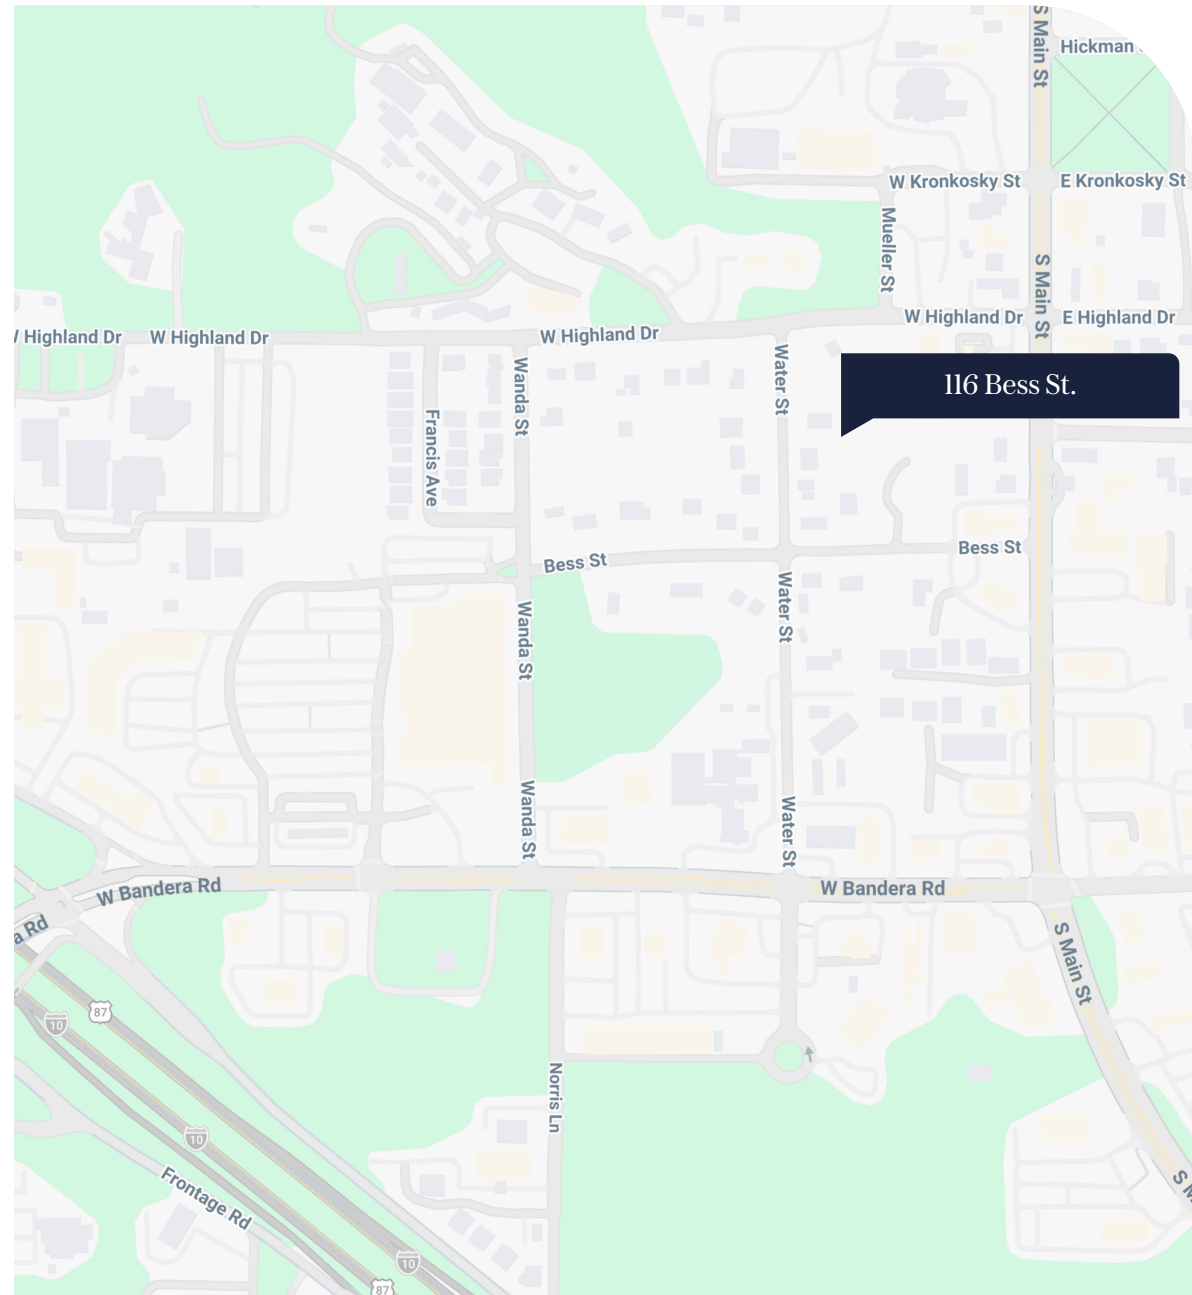 S Main St
Hickman
W Kronkosky St
E Kronkosky St
Mueller St
S Main St
W Highland Dr
E Highland Dr
Highland Dr
W Highland Dr
W Highland Dr
116 Bess St.
Water St
Wanda St
Francis Ave
Bess St
Bess St
Water St
Wanda St
Wanda St
Water St
W Bandera Rd
W Bandera Rd
Rd
S Main St
87
10
Norris Ln
10
Frontage Rd
10
87
S